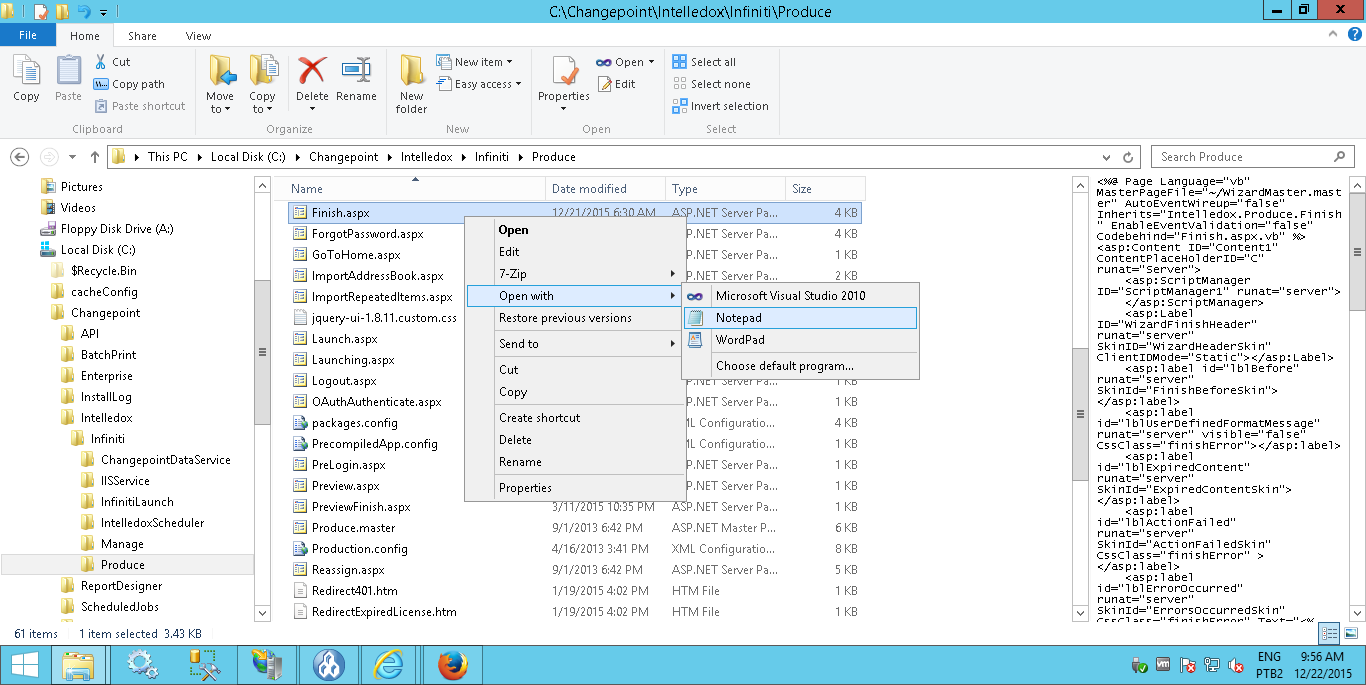 C:\Changepoint\Intelledox\Infiniti\Produce
File Home Share View
Copy
Paste
Cut
Copy path
Paste shortcut
Clipboard
Move to
Copy to
Delete
Rename
Organize
New folder
New item
Easy access
New
Properties
Open
Edit
Open
Select all
Select none
Invert selection
Select
This PC Local Disk (C:) Changepoint Intelledox Infiniti Produce
Search Produce
Pictures
Videos
Floppy Disk Drive (A:)
Local Disk (C:)
$Recycle.Bin
cacheConfig
Changepoint
API
BatchPrint
Enterprise
InstallLog
Intelledox
Infiniti
ChangepointDataService
IISService
InfinitiLaunch
IntelledoxScheduler
Manage
Produce
ReportDesigner
ScheduledJobs
Name Date modified Type Size
Finish.aspx 12/21/2015 6:30 AM ASP.NET Server Pa... 4 KB
ForgotPassword.aspx P.NET Server Pa... 4 KB
GoToHome.aspx P.NET Server Pa... 1 KB
ImportAddressBook.aspx P.NET Server Pa... 2 KB
ImportRepeatedItems.aspx
jquery-ui-1.8.11.custom.css
Launch.aspx
Launching.aspx
Logout.aspx P.NET Server Pa... 1 KB
OAuthAuthenticate.aspx P.NET Server Pa... 1 KB
packages.config ML Configuratio... 4 KB
PrecompiledApp.config ML Configuratio... 1 KB
PreLogin.aspx P.NET Server Pa... 1 KB
Preview.aspx P.NET Server Pa... 1 KB
PreviewFinish.aspx 3/11/2015 10:35 PM ASP.NET Server Pa... 1 KB
Produce.master 9/1/2013 6:42 PM ASP.NET Master P... 6 KB
Production.config 4/16/2013 3:41 PM XML Configuratio... 8 KB
Reassign.aspx 9/1/2013 6:42 PM ASP.NET Server Pa... 5 KB
Redirect401.htm 1/19/2015 4:02 PM HTM File 1 KB
RedirectExpiredLicense.htm 1/19/2015 4:02 PM HTM File 1 KB
Open
Edit
7-Zip
Open with
Restore previous versions
Send to
Cut
Copy
Create shortcut
Delete
Rename
Properties
Microsoft Visual Studio 2010
Notepad
WordPad
Choose default program...
<%@ Page Language="vb"
MasterPageFile="~/WizardMaster.mast
er" AutoEventWireup="false"
Inherits="Intelledox.Produce.Finish
" EnableEventValidation="false"
Codebehind="Finish.aspx.vb" %>
<asp:Content ID="Content1"
ContentPlaceHolderID="C"
runat="Server">
<asp:ScriptManager
ID="ScriptManager1" runat="server">
</asp:ScriptManager>
<asp:Label
ID="WizardFinishHeader"
runat="server"
SkinID="WizardHeaderSkin"
ClientIDMode="Static"></asp:Label>
<asp:label id="lblBefore"
runat="server"
SkinID="FinishBeforeSkin">
</asp:label>
<asp:label
id="lblUserDefinedFormatMessage"
runat="server" visible="false"
CssClass="finishError"></asp:label>
<asp:label
id="lblExpiredContent"
runat="server"
SkinId="ExpiredContentSkin">
</asp:label>
<asp:label
id="lblActionFailed"
runat="server"
SkinID="ActionFailedSkin"
CssClass="finishError" >
</asp:label>
<asp:label
id="lblErrorOccurred"
runat="server"
SkinID="ErrorsOccurredSkin"
CssClass="finishError" Text="<%
61 items 1 item selected 3.43 KB
ENG
PTB2
9:56 AM
12/22/2015